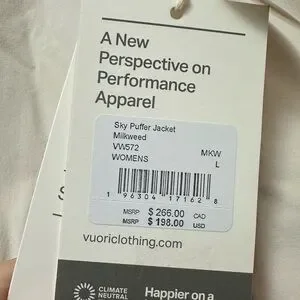 A New
Perspective on
Performance
Apparel
Sky Puffer Jacket
Milkweed
VW572 MKW
WOMENS L
1 96304 17162 8
MSRP $ 266.00 CAD
MSRP $ 198.00 USD
vuoriclothing.com
CLIMATE
NEUTRAL
Happier on a